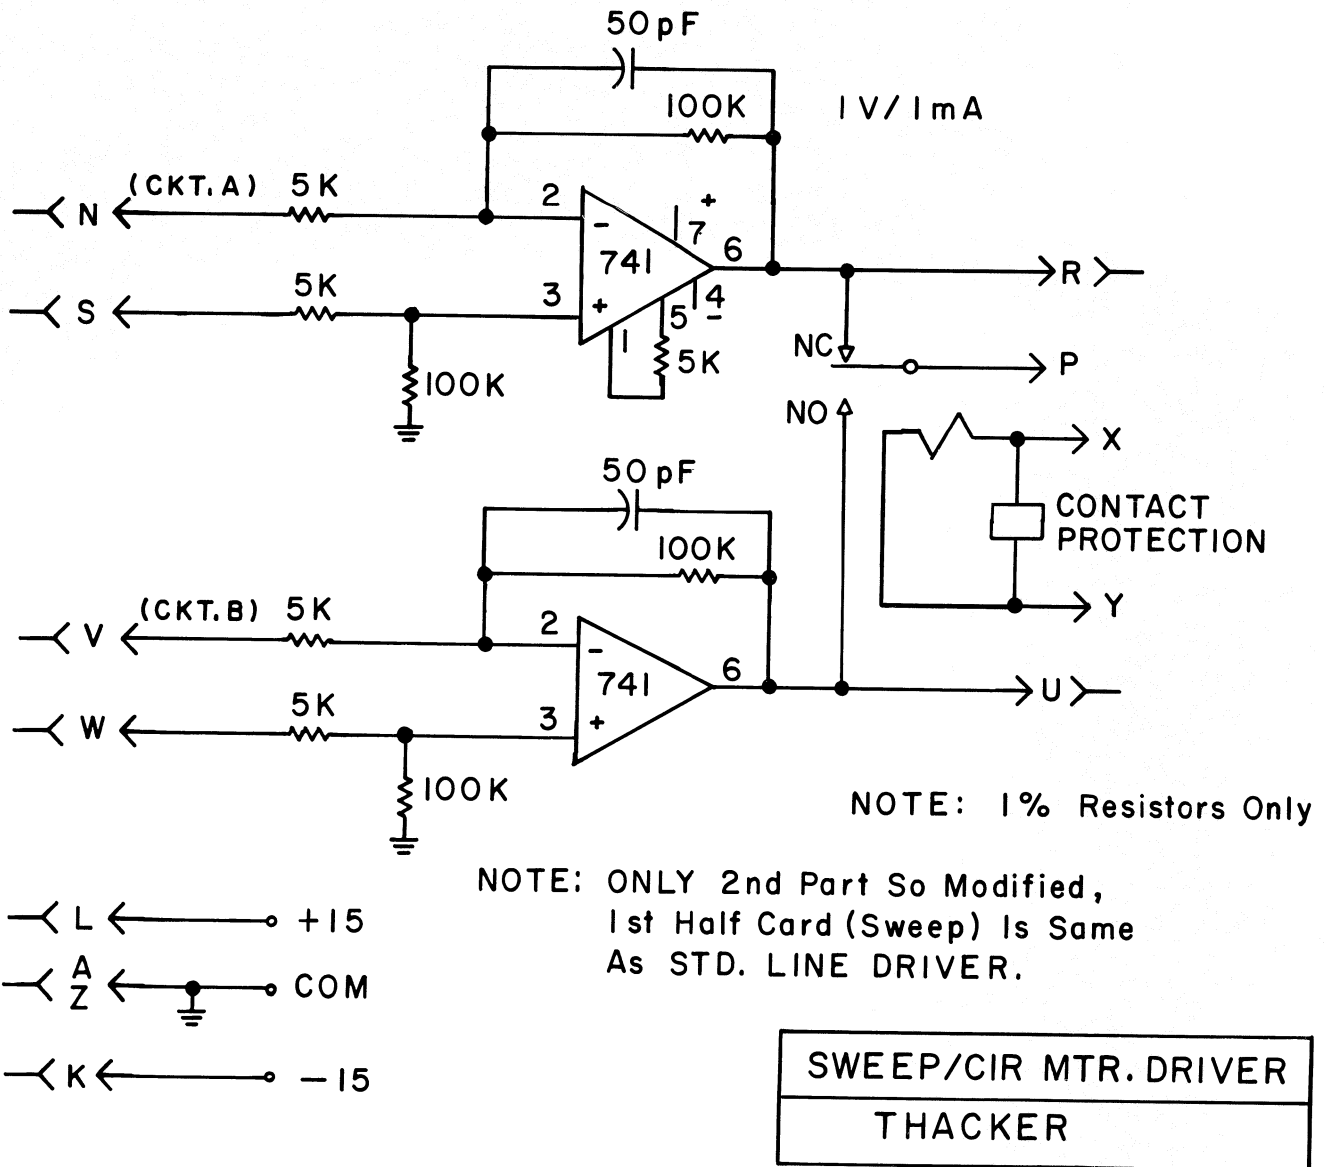 50pF
100K
1V/1mA
N (CKT.A) 5K
2
-
+
7
741
6
R
S
5K
3
+
1
5
4
-
5K
100K
NC
P
NO
X
CONTACT
PROTECTION
Y
50pF
100K
V (CKT.B) 5K
2
-
741
6
U
W
5K
3
+
100K
NOTE: 1% Resistors Only
NOTE: ONLY 2nd Part So Modified,
1st Half Card (Sweep) Is Same
As STD. LINE DRIVER.
L +15
A
Z COM
K -15
SWEEP/CIR MTR. DRIVER
THACKER